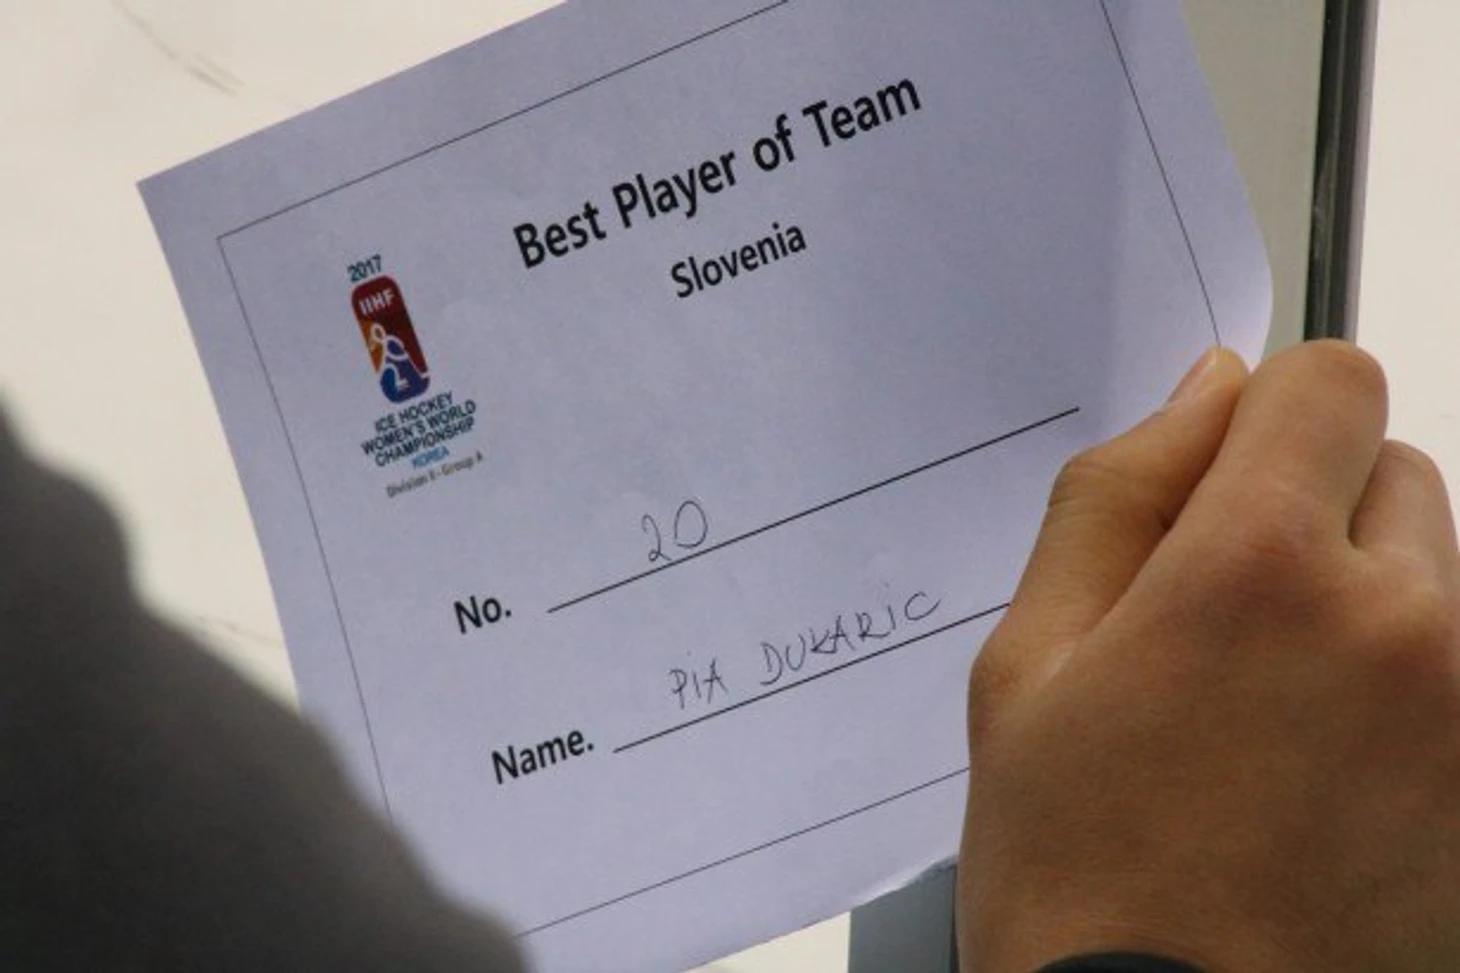 Best Player of Team
Slovenia
2017
IIHF
ICE HOCKEY
WOMEN'S WORLD
CHAMPIONSHIP
KOREA
Division II - Group A
No. 20
Name. PIA DUKARIC